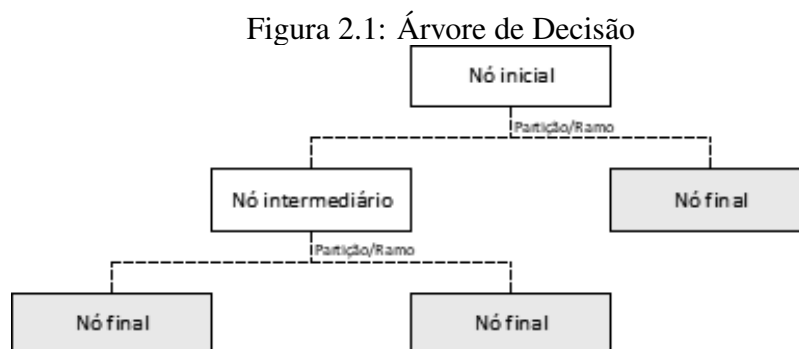 Figura 2.1: Árvore de Decisão
Nó inicial
Partição/Ramo
Nó intermediário
Nó final
Partição/Ramo
Nó final
Nó final